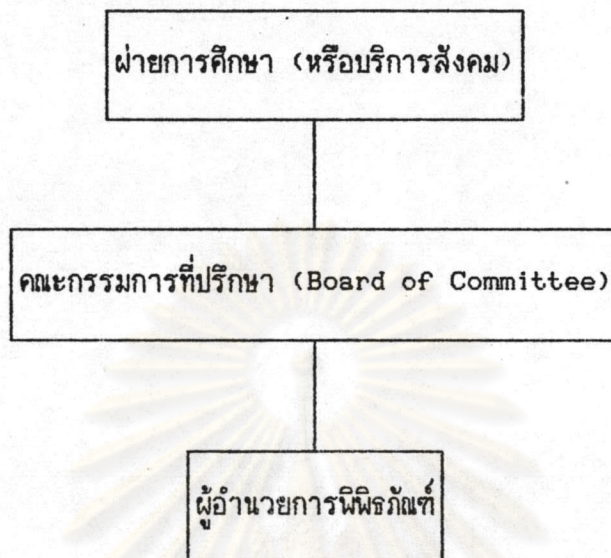 ฝ่ายการศึกษา (หรือบริการสังคม)
คณะกรรมการที่ปรึกษา (Board of Committee)
ผู้อำนวยการพิพิธภัณฑ์